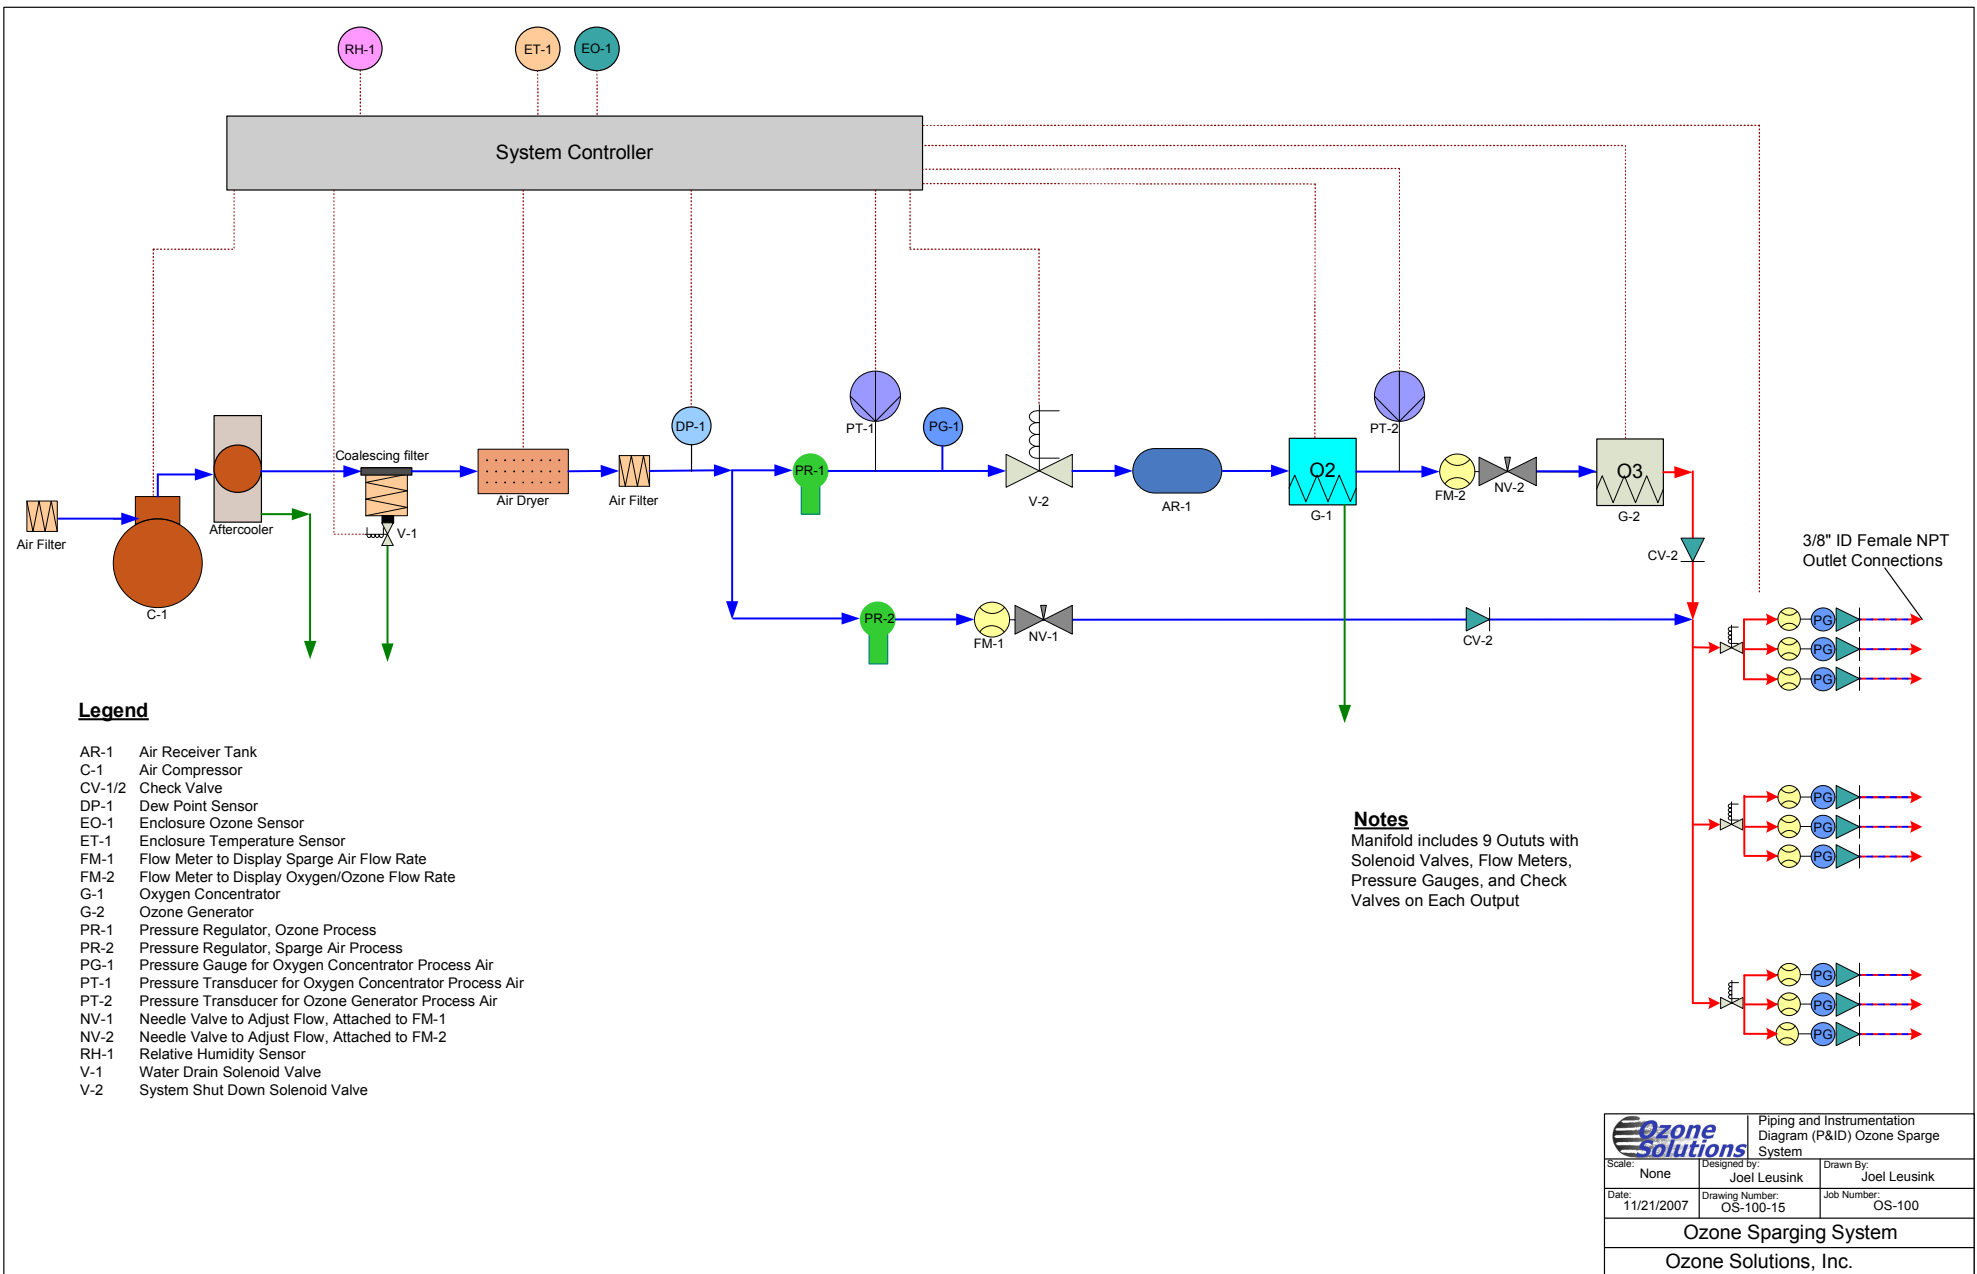 RH-1
ET-1
EO-1
System Controller
PT-1
DP-1
PG-1
PT-2
Coalescing filter
PR-1
O2
O3
Air Dryer
Air Filter
V-2
AR-1
G-1
FM-2
NV-2
G-2
Aftercooler
V-1
Air Filter
C-1
CV-2
3/8" ID Female NPT
Outlet Connections
PR-2
FM-1
NV-1
CV-2
PG
PG
PG
PG
PG
PG
PG
PG
PG
Legend
AR-1 Air Receiver Tank
C-1 Air Compressor
CV-1/2 Check Valve
DP-1 Dew Point Sensor
EO-1 Enclosure Ozone Sensor
ET-1 Enclosure Temperature Sensor
FM-1 Flow Meter to Display Sparge Air Flow Rate
FM-2 Flow Meter to Display Oxygen/Ozone Flow Rate
G-1 Oxygen Concentrator
G-2 Ozone Generator
PR-1 Pressure Regulator, Ozone Process
PR-2 Pressure Regulator, Sparge Air Process
PG-1 Pressure Gauge for Oxygen Concentrator Process Air
PT-1 Pressure Transducer for Oxygen Concentrator Process Air
PT-2 Pressure Transducer for Ozone Generator Process Air
NV-1 Needle Valve to Adjust Flow, Attached to FM-1
NV-2 Needle Valve to Adjust Flow, Attached to FM-2
RH-1 Relative Humidity Sensor
V-1 Water Drain Solenoid Valve
V-2 System Shut Down Solenoid Valve
Notes
Manifold includes 9 Oututs with
Solenoid Valves, Flow Meters,
Pressure Gauges, and Check
Valves on Each Output
Ozone
Solutions
Piping and Instrumentation
Diagram (P&ID) Ozone Sparge
System
Scale: None
Designed by: Joel Leusink
Drawn By: Joel Leusink
Date: 11/21/2007
Drawing Number: OS-100-15
Job Number: OS-100
Ozone Sparging System
Ozone Solutions, Inc.